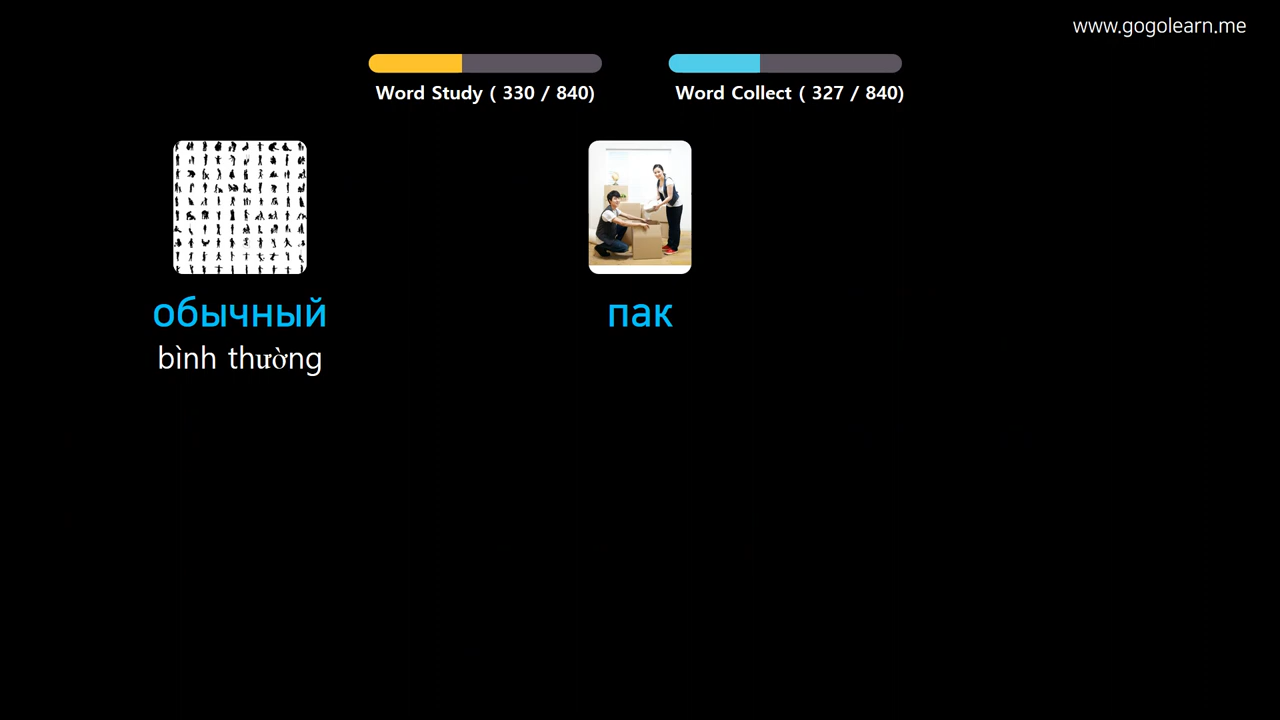 www.gogolearn.me
Word Study ( 330 / 840)
Word Collect ( 327 / 840)
обычный
bình thường
пак